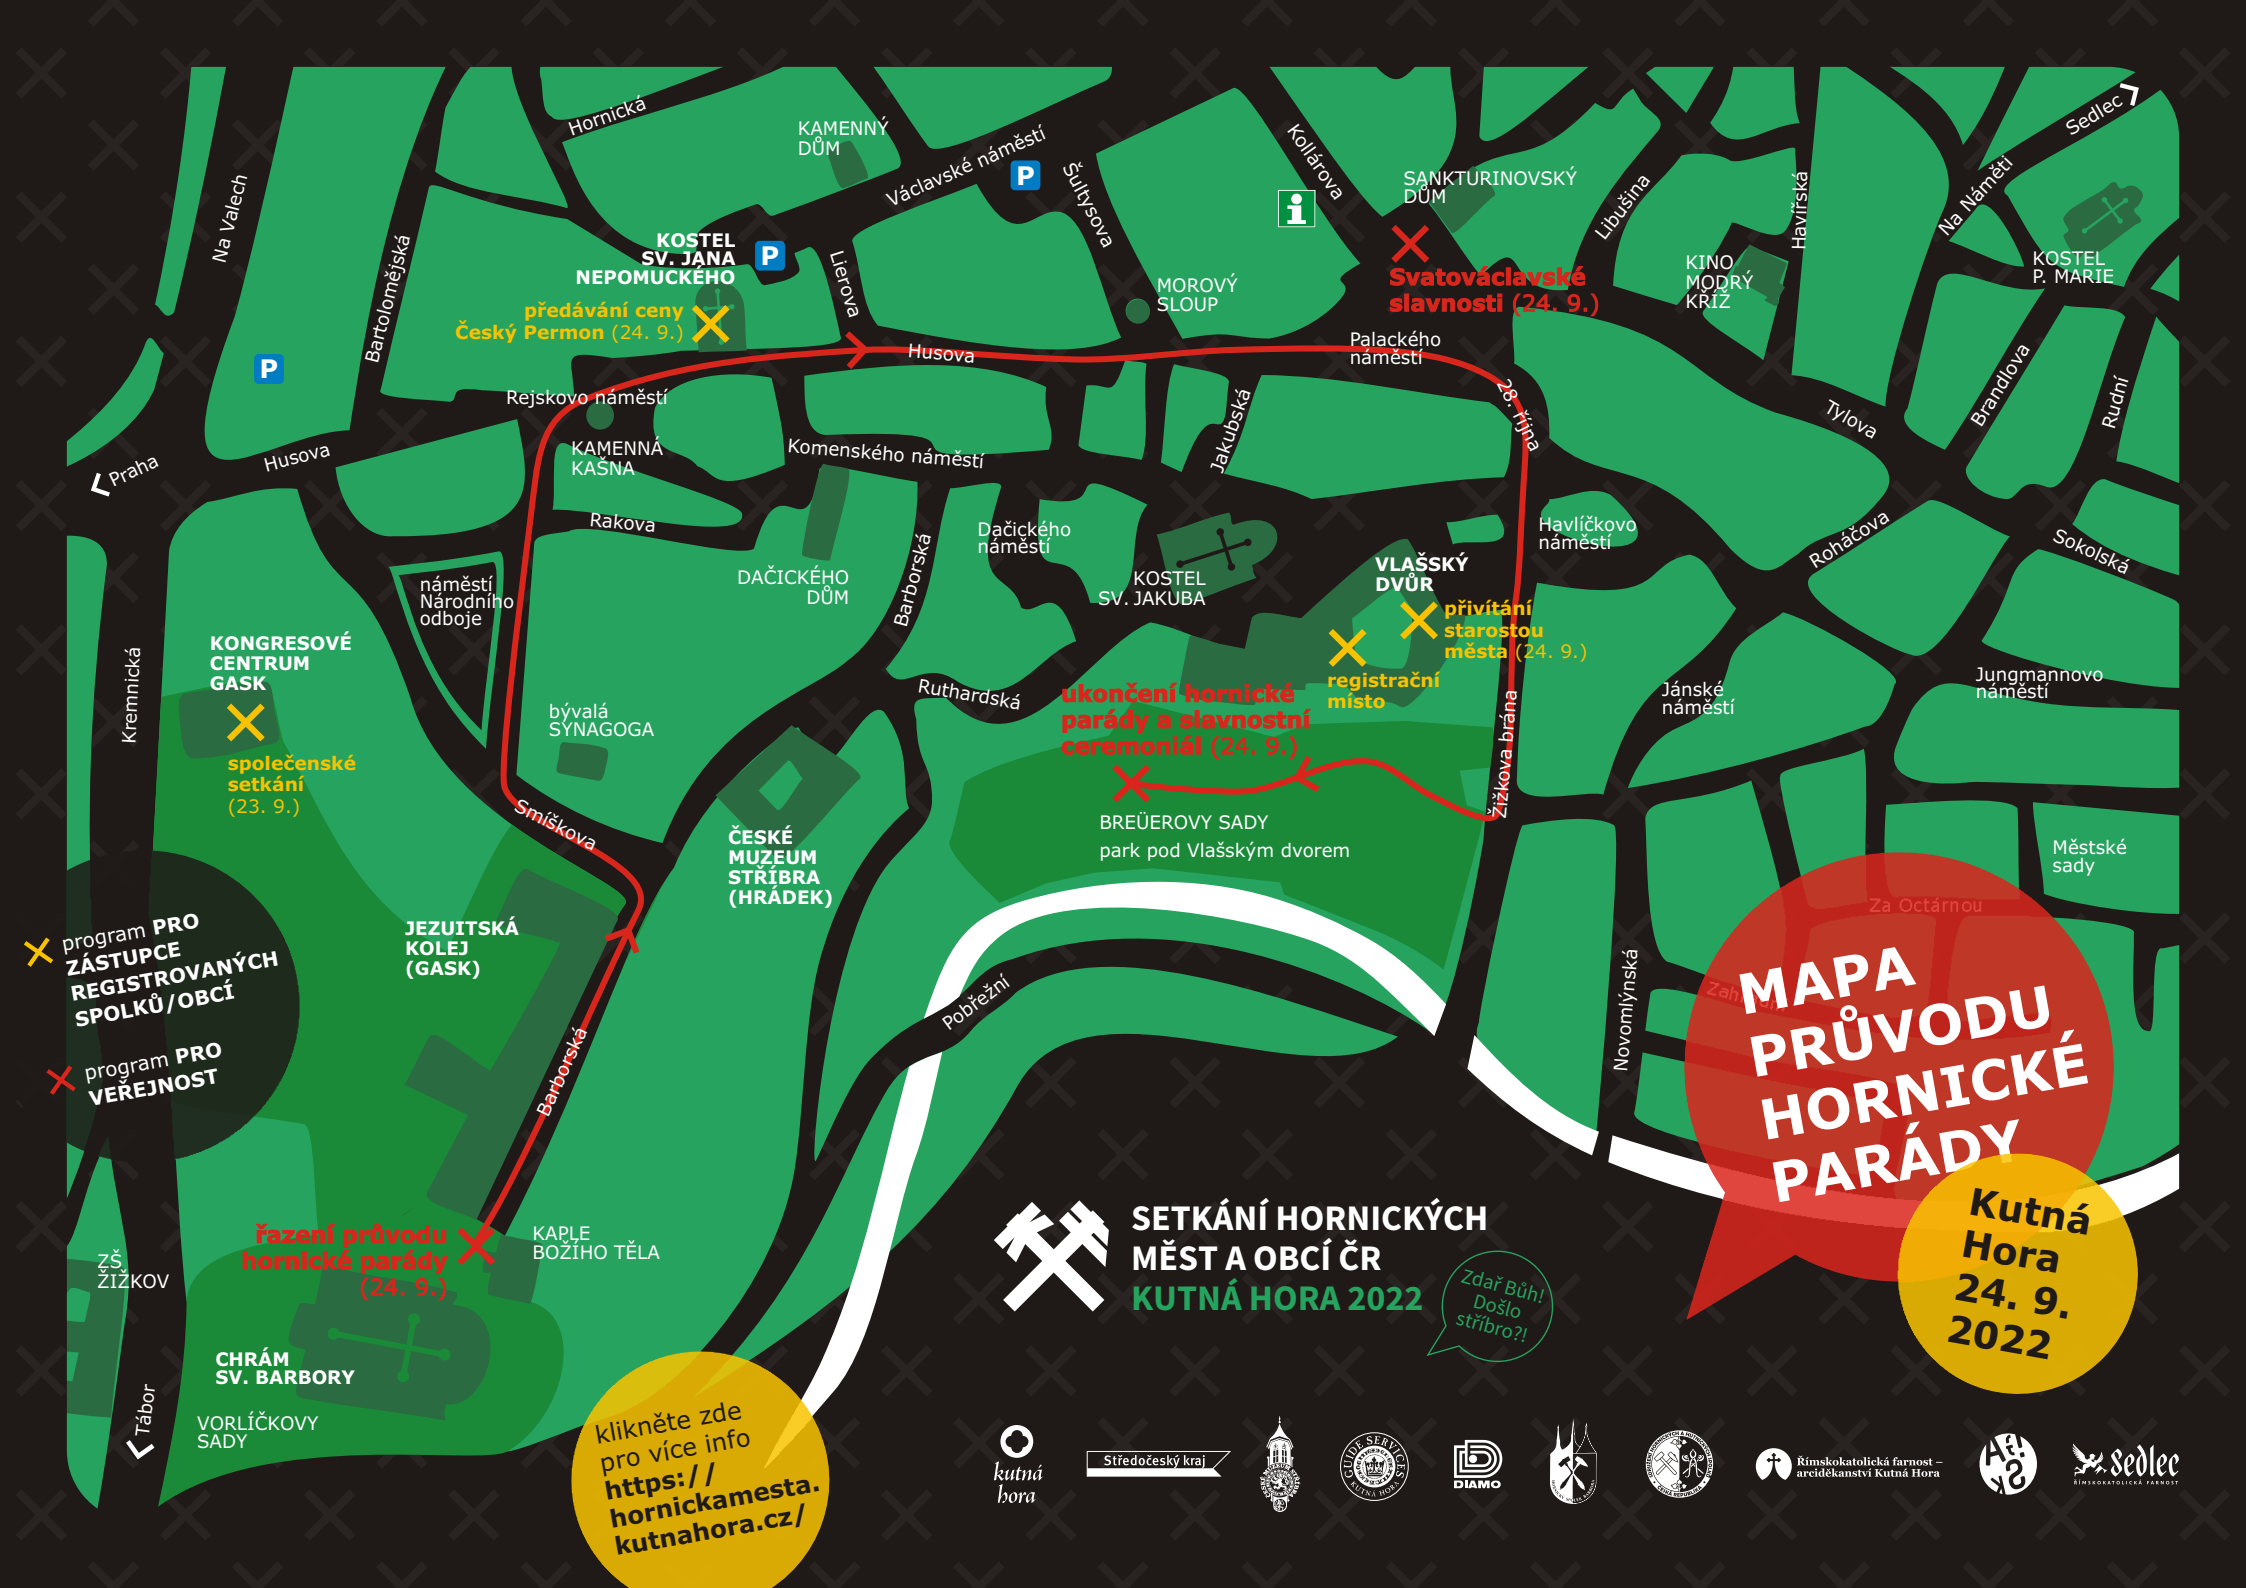 Na Valech
Bartolomějská
Hornická
KAMENNÝ
DŮM
Václavské náměstí
P
Šultysova
Kollárova
SANKTURINOVSKÝ
DŮM
Libušina
Havířská
Na Náměti
Sedlec
KOSTEL
P. MARIE
KINO
MODRÝ
KŘÍŽ
KOSTEL
SV. JANA
NEPOMUCKÉHO
P
Lierova
předávání ceny
Český Permon (24. 9.)
MOROVÝ
SLOUP
i
Svatováclavské
slavnosti (24. 9.)
P
Husova
Palackého
náměstí
28. října
Tylova
Brandlova
Rudní
Rejskovo náměstí
KAMENNÁ
KAŠNA
Komenského náměstí
Jakubská
Praha
Husova
Rakova
Dačického
náměstí
Havlíčkovo
náměstí
Roháčova
Sokolská
náměstí
Národního
odboje
DAČICKÉHO
DŮM
Barborská
KOSTEL
SV. JAKUBA
VLAŠSKÝ
DVŮR
přivítání
starostou
města (24. 9.)
registrační
místo
KONGRESOVÉ
CENTRUM
GASK
společenské
setkání
(23. 9.)
Kremnická
bývalá
SYNAGOGA
Ruthardská
ukončení hornické
parády a slavnostní
ceremoniál (24. 9.)
Žižkova brána
Jánské
náměstí
Jungmannovo
náměstí
Smíškova
ČESKÉ
MUZEUM
STŘÍBRA
(HRÁDEK)
BREÜEROVY SADY
park pod Vlašským dvorem
Městské
sady
Za Octárnou
program PRO
ZÁSTUPCE
REGISTROVANÝCH
SPOLKŮ/OBCÍ
program PRO
VEŘEJNOST
JEZUITSKÁ
KOLEJ
(GASK)
Barborská
Pobřežní
Novomlýnská
MAPA
PRŮVODU
HORNICKÉ
PARÁDY
Kutná
Hora
24. 9.
2022
řazení průvodu
hornické parády
(24. 9.)
KAPLE
BOŽÍHO TĚLA
ZŠ
ŽIŽKOV
CHRÁM
SV. BARBORY
VORLÍČKOVY
SADY
Tábor
SETKÁNÍ HORNICKÝCH
MĚST A OBCÍ ČR
KUTNÁ HORA 2022
Zdař Bůh!
Došlo
stříbro?!
klikněte zde
pro více info
https://
hornickamesta.
kutnahora.cz/
kutná
hora
Středočeský kraj
GUIDE SERVICES
KUTNÁ HORA
DIAMO
Římskokatolická farnost –
arciděkanství Kutná Hora
Sedlec
ŘÍMSKOKATOLICKÁ FARNOST